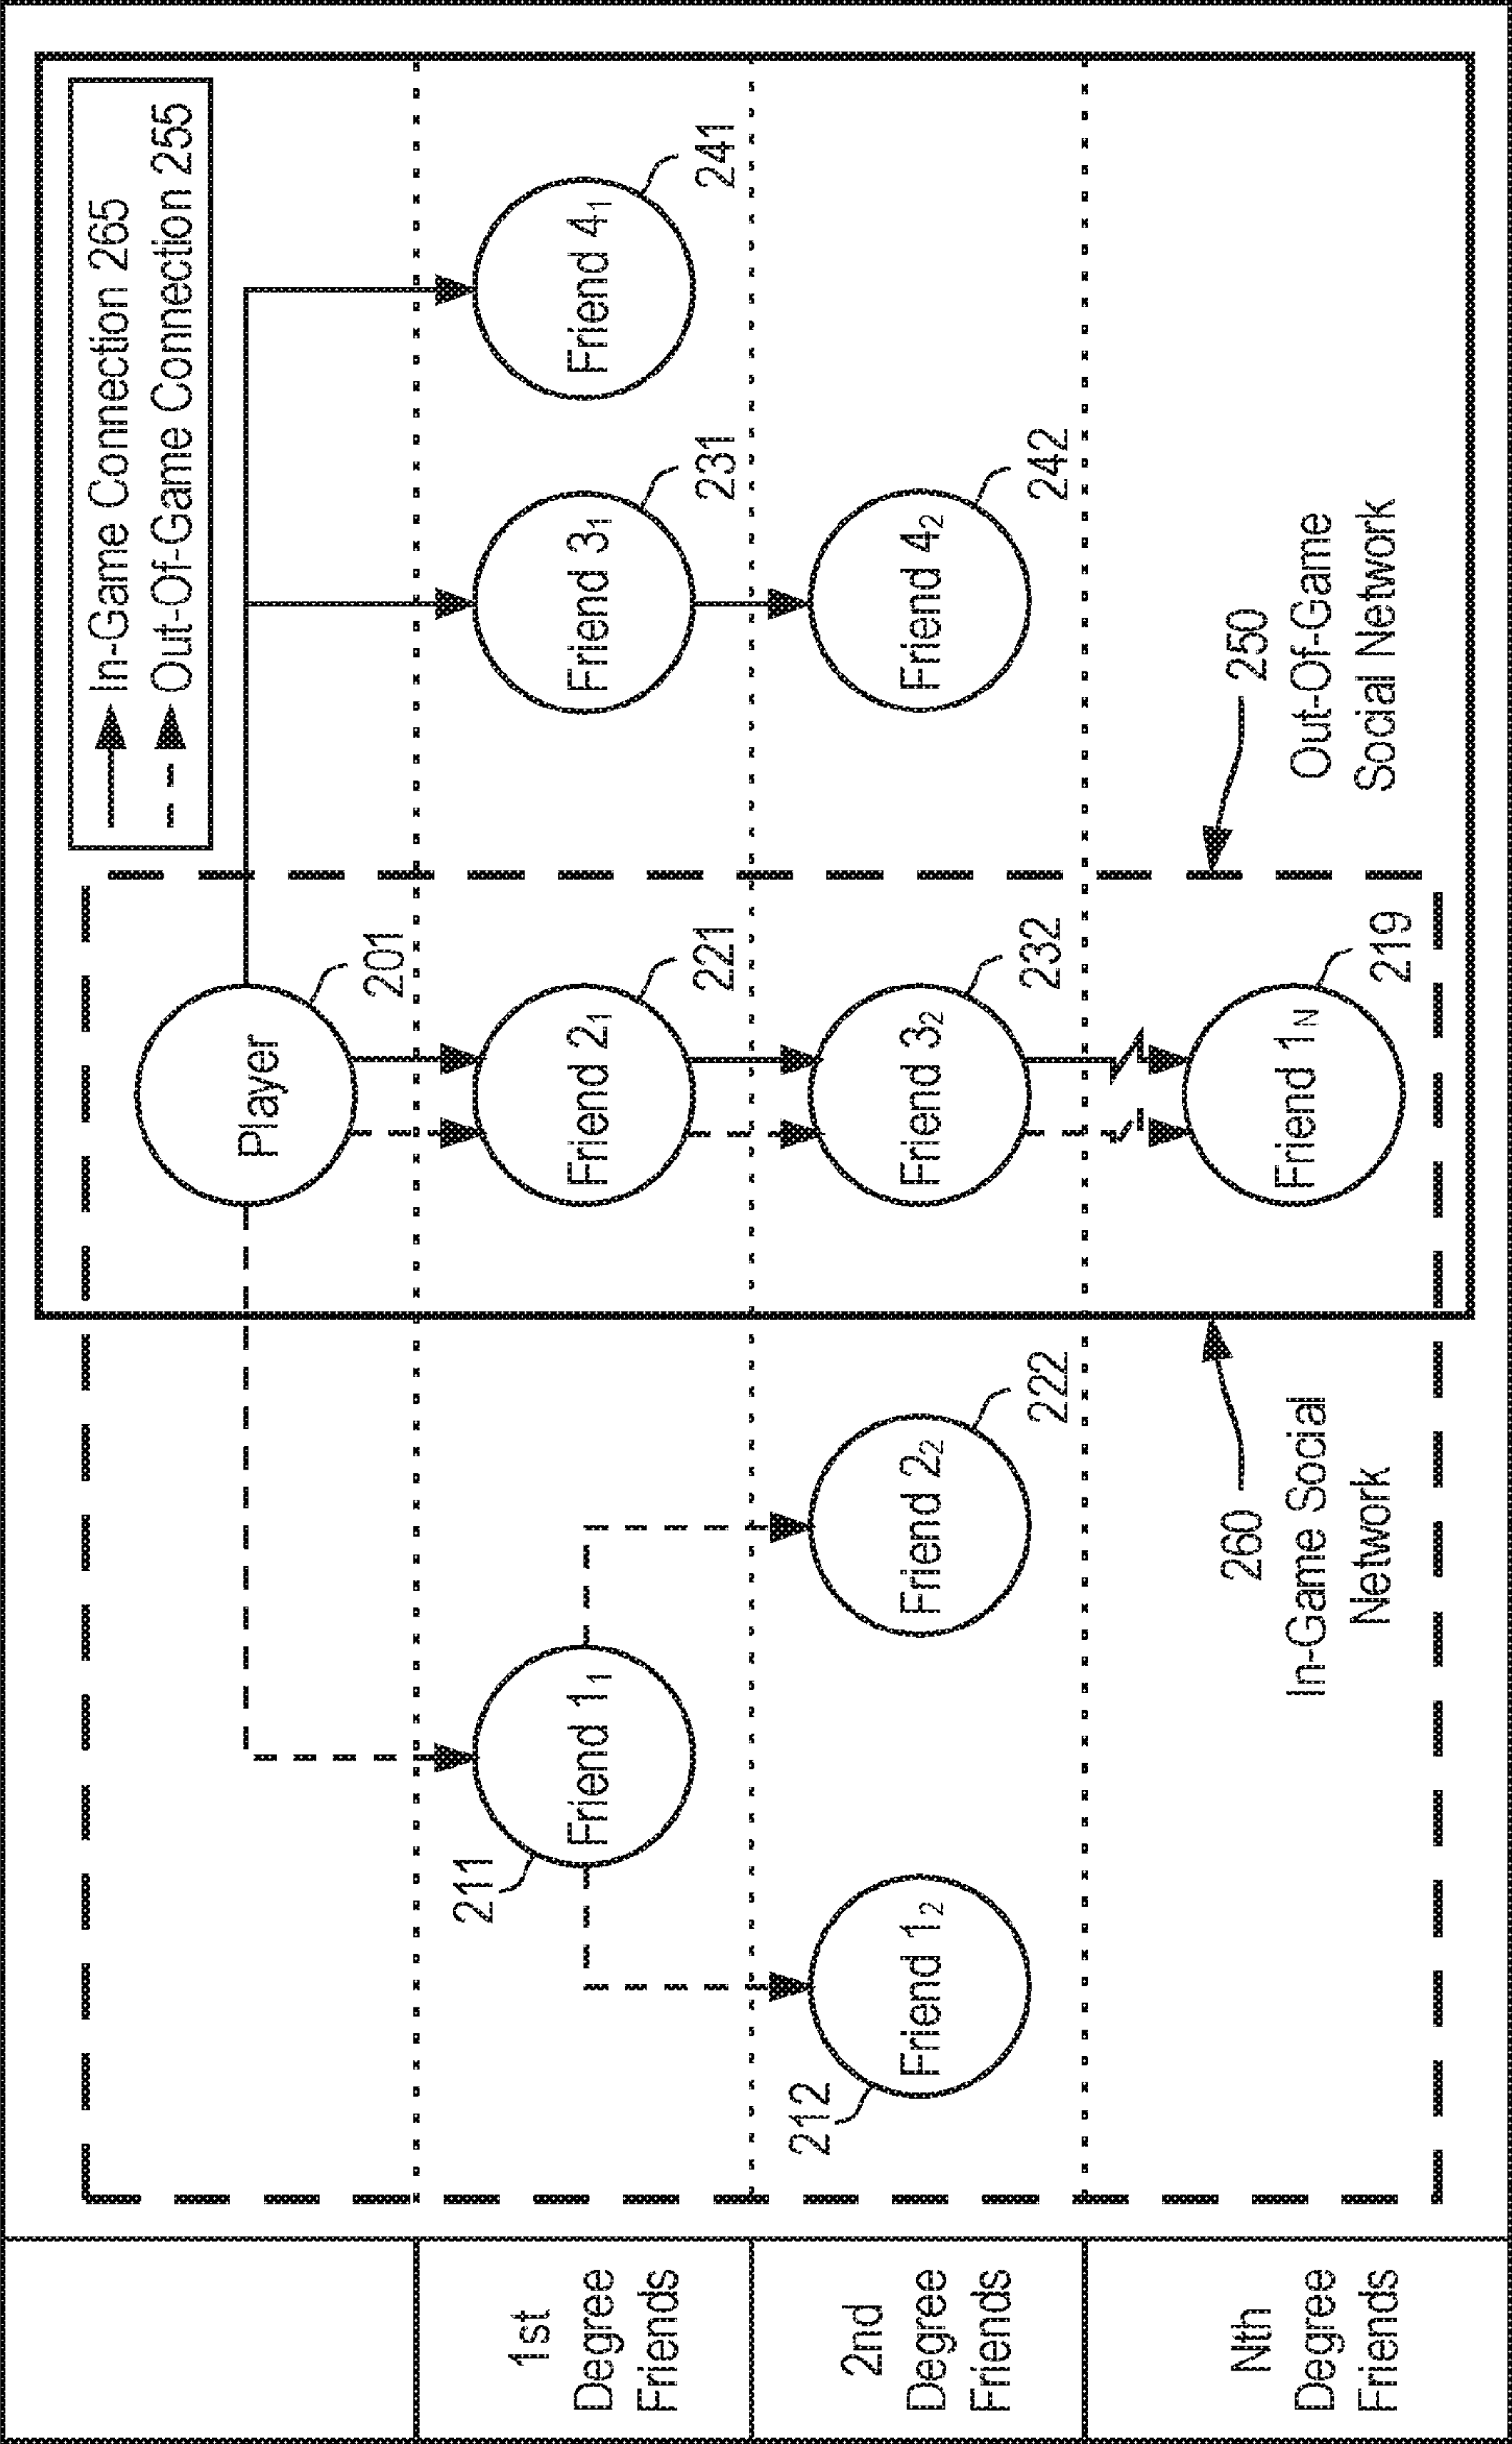 In-Game Connection 265
Out-Of-Game Connection 255
Player
201
1st
Degree
Friends
211
Friend 1₁
Friend 2₁
221
Friend 3₁
231
Friend 4₁
241
2nd
Degree
Friends
212
Friend 1₂
Friend 2₂
222
Friend 3₂
232
Friend 4₂
242
Nth
Degree
Friends
260
In-Game Social
Network
Friend 1N
219
250
Out-Of-Game
Social Network